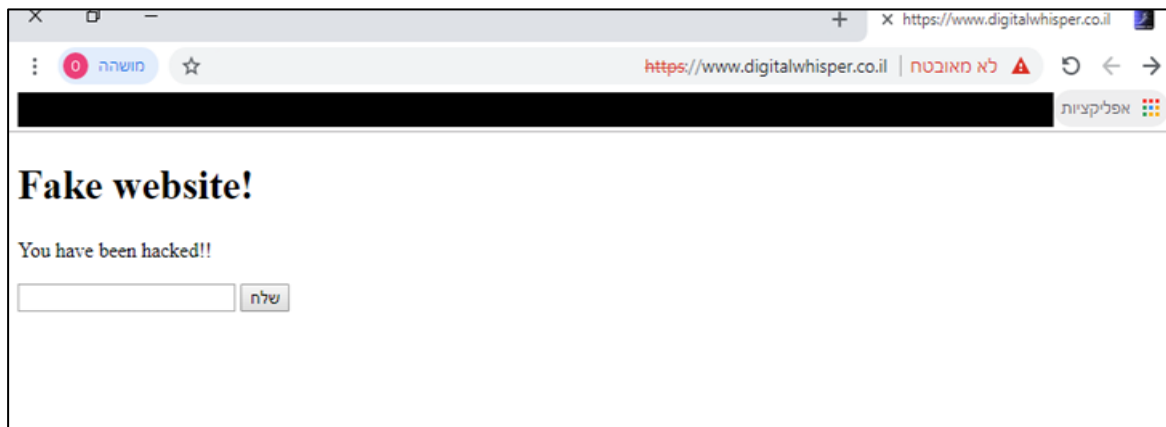 https://www.digitalwhisper.co.il
לא מאובטח | https://www.digitalwhisper.co.il
מושהה 0
אפליקציות
Fake website!
You have been hacked!!
שלח